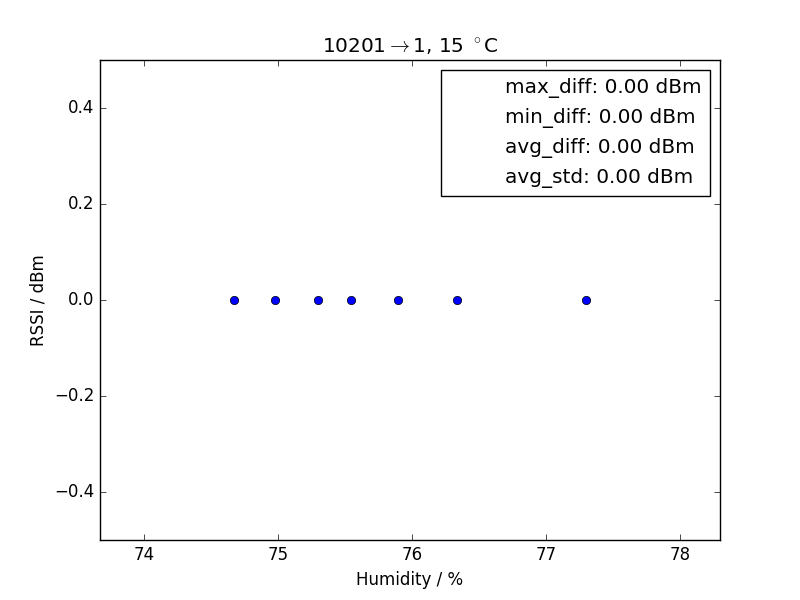 10201→1, 15 °C
max_diff: 0.00 dBm
min_diff: 0.00 dBm
avg_diff: 0.00 dBm
avg_std: 0.00 dBm
RSSI / dBm
0.4
0.2
0.0
−0.2
−0.4
74 75 76 77 78
Humidity / %